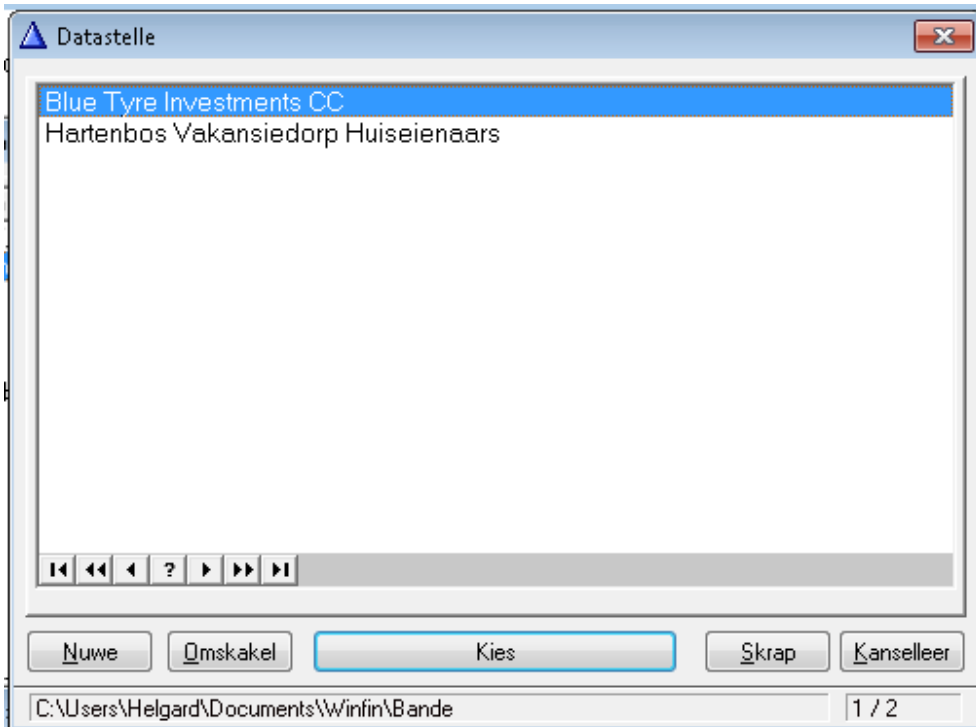 Datastelle
Blue Tyre Investments CC
Hartenbos Vakansiedorp Huiseienaars
?
Nuwe Omskakel Kies Skrap Kanselleer
C:\Users\Helgard\Documents\Winfin\Bande 1 / 2